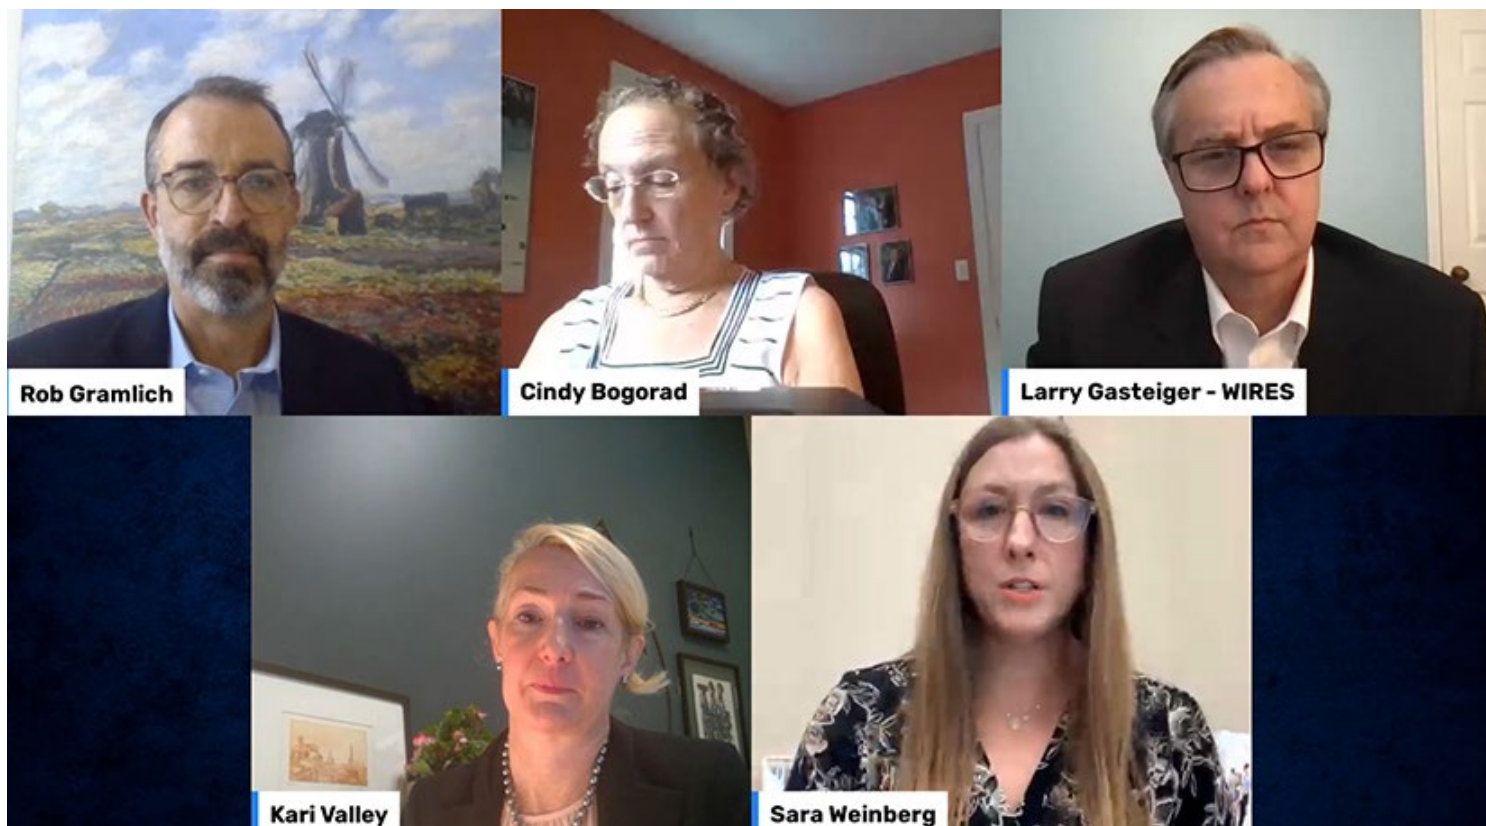 Rob Gramlich
Cindy Bogorad
Larry Gasteiger - WIRES
Kari Valley
Sara Weinberg